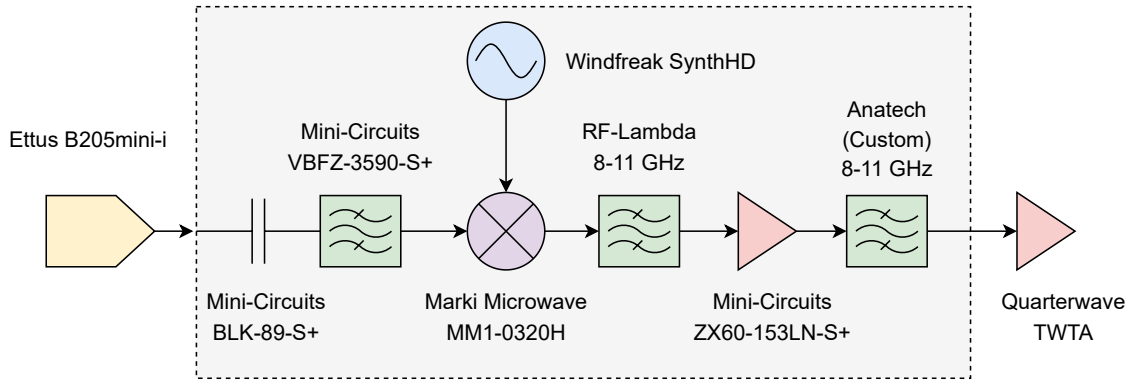 Windfreak SynthHD
Ettus B205mini-i
Mini-Circuits
VBFZ-3590-S+
RF-Lambda
8-11 GHz
Anatech
(Custom)
8-11 GHz
Mini-Circuits
BLK-89-S+
Marki Microwave
MM1-0320H
Mini-Circuits
ZX60-153LN-S+
Quarterwave
TWTA